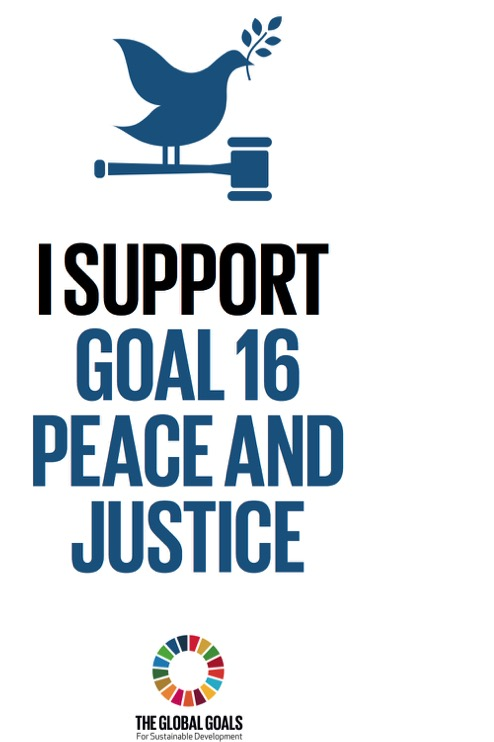 I SUPPORT
GOAL 16
PEACE AND
JUSTICE
THE GLOBAL GOALS
For Sustainable Development